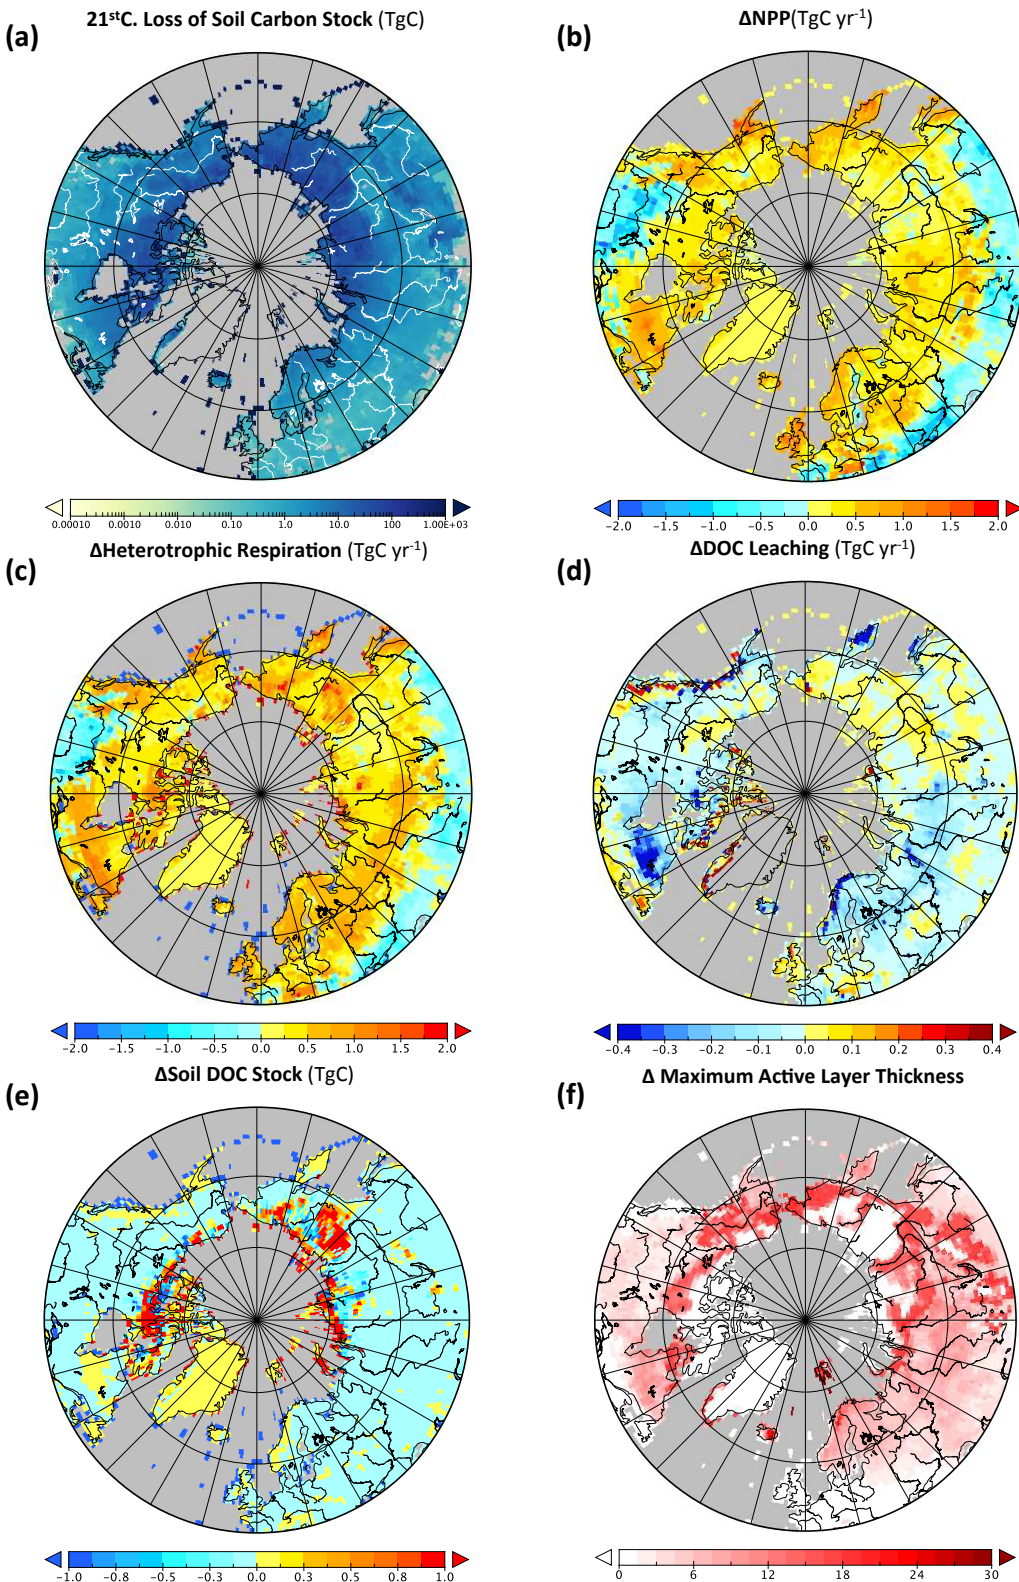 21stC. Loss of Soil Carbon Stock (TgC)
(a)
0.00010 0.0010 0.010 0.10 1.0 10.0 100 1.00E+03
ΔNPP(TgC yr-1)
(b)
−2.0 −1.5 −1.0 −0.5 0.0 0.5 1.0 1.5 2.0
ΔHeterotrophic Respiration (TgC yr-1)
(c)
−2.0 −1.5 −1.0 −0.5 0.0 0.5 1.0 1.5 2.0
ΔDOC Leaching (TgC yr-1)
(d)
−0.4 −0.3 −0.2 −0.1 0.0 0.1 0.2 0.3 0.4
ΔSoil DOC Stock (TgC)
(e)
−1.0 −0.8 −0.5 −0.3 0.0 0.3 0.5 0.8 1.0
Δ Maximum Active Layer Thickness
(f)
0 6 12 18 24 30